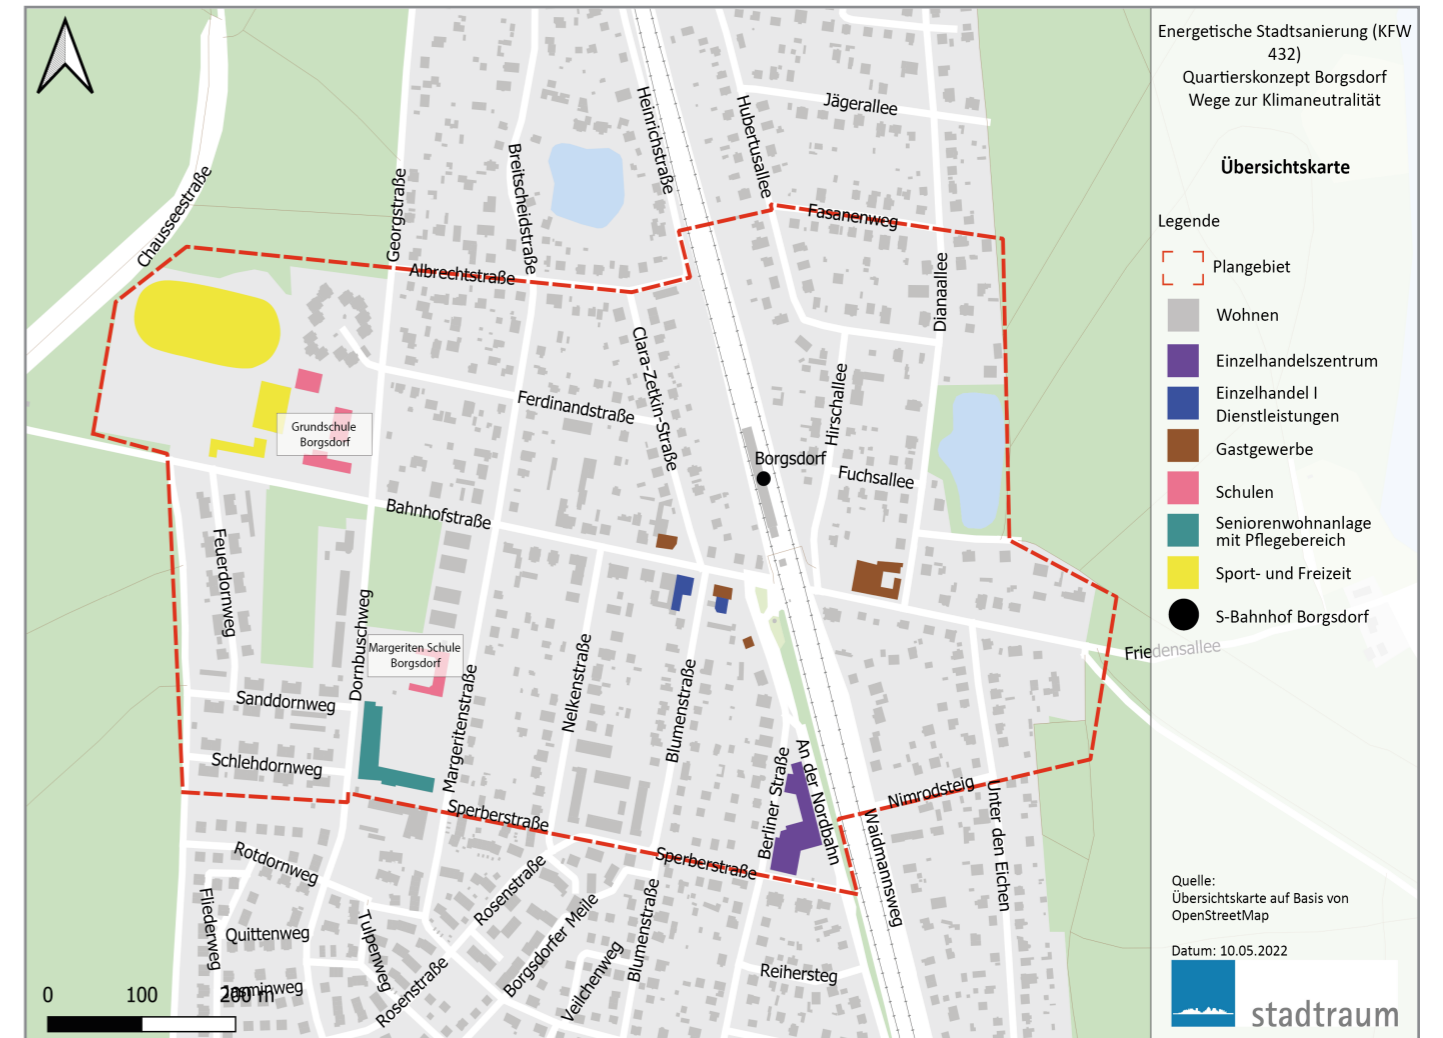 Energetische Stadtsanierung (KFW
432)
Quartierskonzept Borgsdorf
Wege zur Klimaneutralität
Übersichtskarte
Legende
Plangebiet
Wohnen
Einzelhandelszentrum
Einzelhandel I
Dienstleistungen
Gastgewerbe
Schulen
Seniorenwohnanlage
mit Pflegebereich
Sport- und Freizeit
S-Bahnhof Borgsdorf
Quelle:
Übersichtskarte auf Basis von
OpenStreetMap
Datum: 10.05.2022
stadtraum
Chausseestraße
Georgstraße
Breitscheidstraße
Heinrichstraße
Hubertusallee
Jägerallee
Fasanenweg
Albrechtstraße
Dianaallee
Clara-Zetkin-Straße
Hirschallee
Ferdinandstraße
Grundschule
Borgsdorf
Borgsdorf
Fuchsallee
Bahnhofstraße
Feuerdornweg
Dornbuschweg
Margeriten Schule
Borgsdorf
Friedensallee
Nelkenstraße
Blumenstraße
Margeritenstraße
Sanddornweg
Schlehdornweg
Berliner Straße
An der Nordbahn
Nimrodsteig
Unter den Eichen
Waidmannsweg
Sperberstraße
Sperberstraße
Rotdornweg
Rosenstraße
Fliederweg
Quittenweg
Tulpenweg
Borgsdorfer Meile
Blumenstraße
Veilchenweg
Rosenstraße
Reihersteg
Jasminweg
0 100 200 m